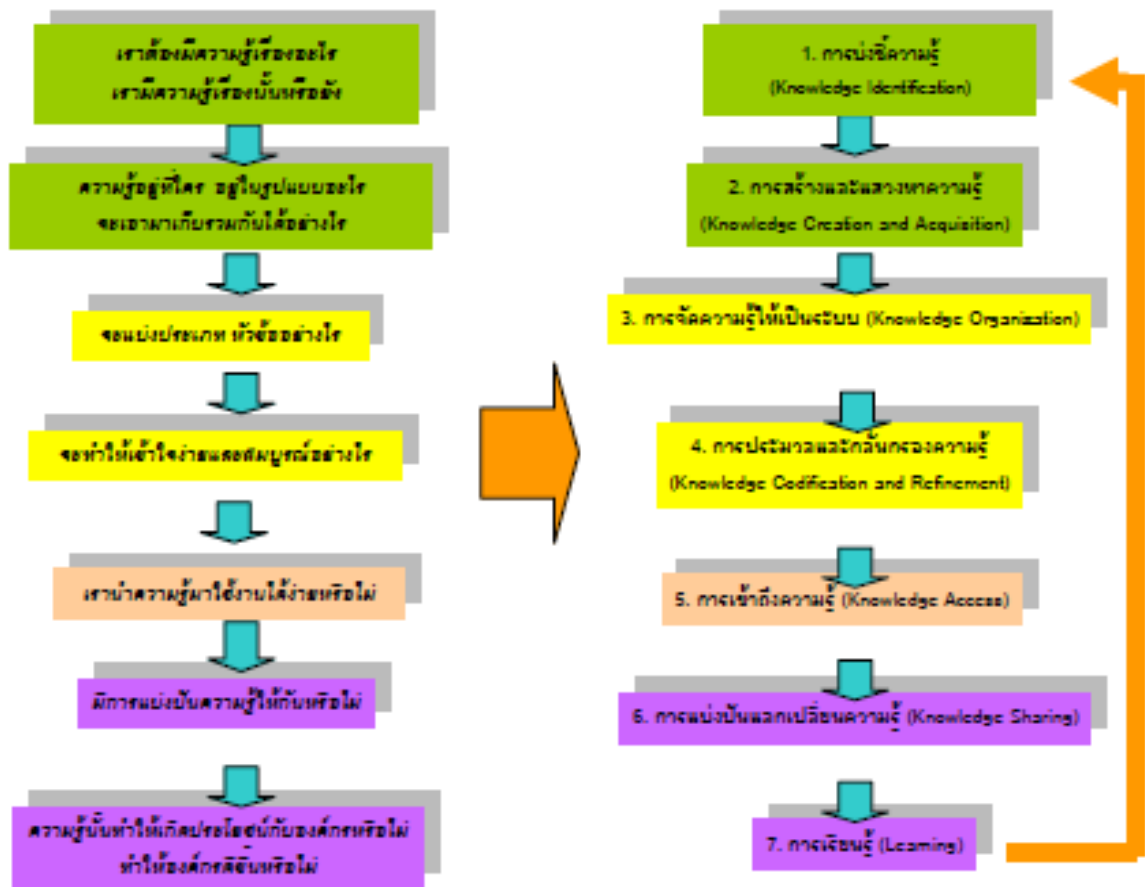 เราต้องมีความรู้เรื่องอะไร
เรามีความรู้เรื่องนั้นหรือยัง
ความรู้อยู่ที่ใคร อยู่ในรูปแบบอะไร
จะเอามาเก็บรวมกันได้อย่างไร
จะแบ่งประเภท หัวข้ออย่างไร
จะทำให้เข้าใจง่ายและสมบูรณ์อย่างไร
เรานำความรู้มาใช้งานได้ง่ายหรือไม่
มีการแบ่งปันความรู้ให้กันหรือไม่
ความรู้นั้นทำให้เกิดประโยชน์กับองค์กรหรือไม่
ทำให้องค์กรดีขึ้นหรือไม่
1. การบ่งชี้ความรู้
(Knowledge Identification)
2. การสร้างและแสวงหาความรู้
(Knowledge Creation and Acquisition)
3. การจัดความรู้ให้เป็นระบบ (Knowledge Organization)
4. การประมวลและกลั่นกรองความรู้
(Knowledge Codification and Refinement)
5. การเข้าถึงความรู้ (Knowledge Access)
6. การแบ่งปันแลกเปลี่ยนความรู้ (Knowledge Sharing)
7. การเรียนรู้ (Learning)